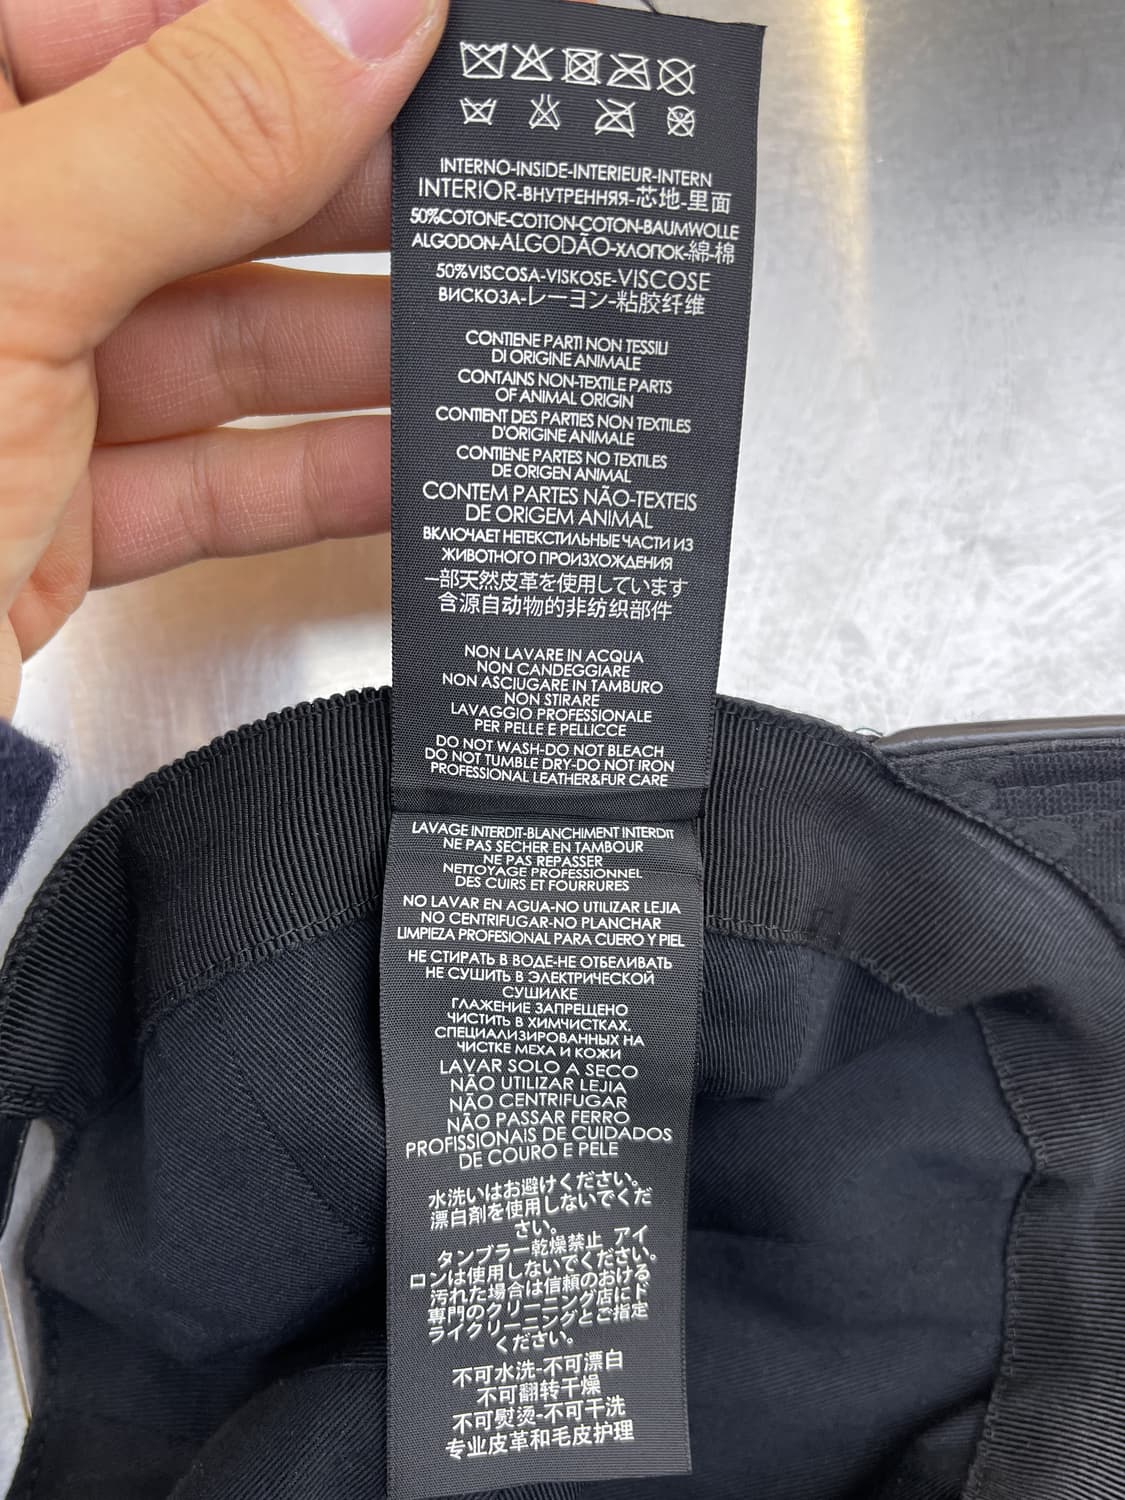 INTERNO-INSIDE-INTERIEUR-INTERN
INTERIOR-ВНУТРЕННЯЯ-芯地-里面
50%COTONE-COTTON-COTON-BAUMWOLLE
ALGODON-ALGODÃO-ХЛОПОК-綿-棉
50%VISCOSA-VISKOSE-VISCOSE
ВИСКОЗА-レーヨン-粘胶纤维
CONTIENE PARTI NON TESSILI
DI ORIGINE ANIMALE
CONTAINS NON-TEXTILE PARTS
OF ANIMAL ORIGIN
CONTIENT DES PARTIES NON TEXTILES
D'ORIGINE ANIMALE
CONTIENE PARTES NO TEXTILES
DE ORIGEN ANIMAL
CONTEM PARTES NÃO-TEXTEIS
DE ORIGEM ANIMAL
ВКЛЮЧАЕТ НЕТЕКСТИЛЬНЫЕ ЧАСТИ ИЗ
ЖИВОТНОГО ПРОИЗХОЖДЕНИЯ
一部天然皮革を使用しています
含源自动物的非纺织部件
NON LAVARE IN ACQUA
NON CANDEGGIARE
NON ASCIUGARE IN TAMBURO
NON STIRARE
LAVAGGIO PROFESSIONALE
PER PELLE E PELLICCE
DO NOT WASH-DO NOT BLEACH
DO NOT TUMBLE DRY-DO NOT IRON
PROFESSIONAL LEATHER&FUR CARE
LAVAGE INTERDIT-BLANCHIMENT INTERDIT
NE PAS SECHER EN TAMBOUR
NE PAS REPASSER
NETTOYAGE PROFESSIONNEL
DES CUIRS ET FOURRURES
NO LAVAR EN AGUA-NO UTILIZAR LEJIA
NO CENTRIFUGAR-NO PLANCHAR
LIMPIEZA PROFESIONAL PARA CUERO Y PIEL
НЕ СТИРАТЬ В ВОДЕ-НЕ ОТБЕЛИВАТЬ
НЕ СУШИТЬ В ЭЛЕКТРИЧЕСКОЙ
СУШИЛКЕ
ГЛАЖЕНИЕ ЗАПРЕЩЕНО
ЧИСТИТЬ В ХИМЧИСТКАХ,
СПЕЦИАЛИЗИРОВАННЫХ НА
ЧИСТКЕ МЕХА И КОЖИ
LAVAR SOLO A SECO
NÃO UTILIZAR LEJIA
NÃO CENTRIFUGAR
NÃO PASSAR FERRO
PROFISSIONAIS DE CUIDADOS
DE COURO E PELE
水洗いはお避けください。
漂白剤を使用しないでくだ
さい。
タンブラー乾燥禁止 アイ
ロンは使用しないでください。
汚れた場合は信頼のおける、
専門のクリーニング店にド
ライクリーニングとご指定
ください。
不可水洗-不可漂白
不可翻转干燥
不可熨烫-不可干洗
专业皮革和毛皮护理